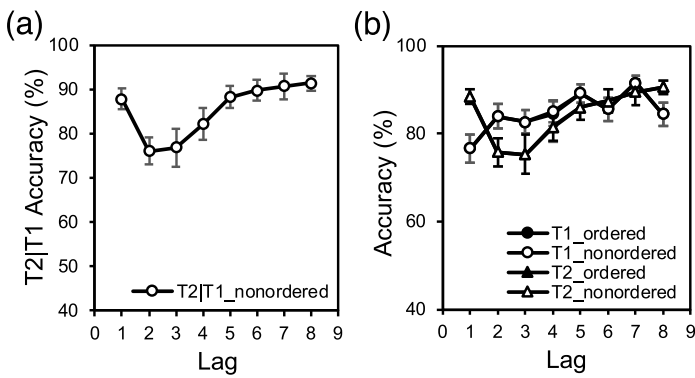 (a)
100
90
80
70
60
50
40
T2|T1 Accuracy (%)
T2|T1_nonordered
0 1 2 3 4 5 6 7 8 9
Lag
(b)
100
80
60
40
Accuracy (%)
T1_ordered
T1_nonordered
T2_ordered
T2_nonordered
0 1 2 3 4 5 6 7 8 9
Lag